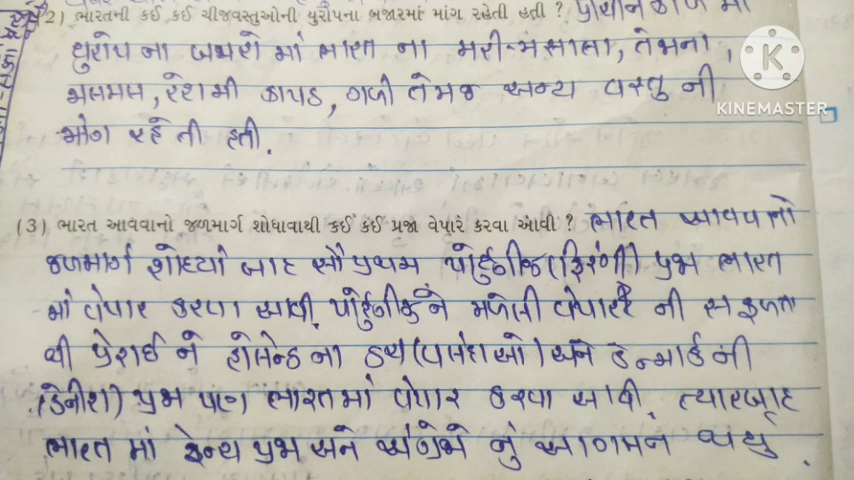 2) ભારતની કઈ કઈ ચીજવસ્તુઓની યુરોપના બજારમાં માંગ રહેતી હતી ? પ્રાચીન કાળ માં
યુરોપ ના બજારો માં ભારત ના મરી-મસાલા, તેમના,
મલમલ, રેશમી કાપડ, ગળી તેમજ અન્ય વસ્તુ ની
માંગ રહેતી હતી.
K
KINEMASTER
(3) ભારત આવવાનો જળમાર્ગ શોધાવાથી કઈ કઈ પ્રજા વેપાર કરવા આવી ? ભારત આવવાનો
જળમાર્ગ શોધ્યાં બાદ સૌ પ્રથમ પોર્ટુગીજ (ફિરંગી) પ્રજા ભારત
માં વેપાર કરવા આવી. પોર્ટુગીઝ ને મળેલી વેપાર ની સફળતા
થી પ્રેરાઈ ને હોલેન્ડ ના ડચ (વલંદાઓ) અને ડેન્માર્ક ની
(ડેનીશ) પ્રજા પણ ભારતમાં વેપાર કરવા આવી. ત્યારબાદ
ભારત માં ફ્રેન્ચ પ્રજા અને અંગ્રેજો નું આગમન થયું.